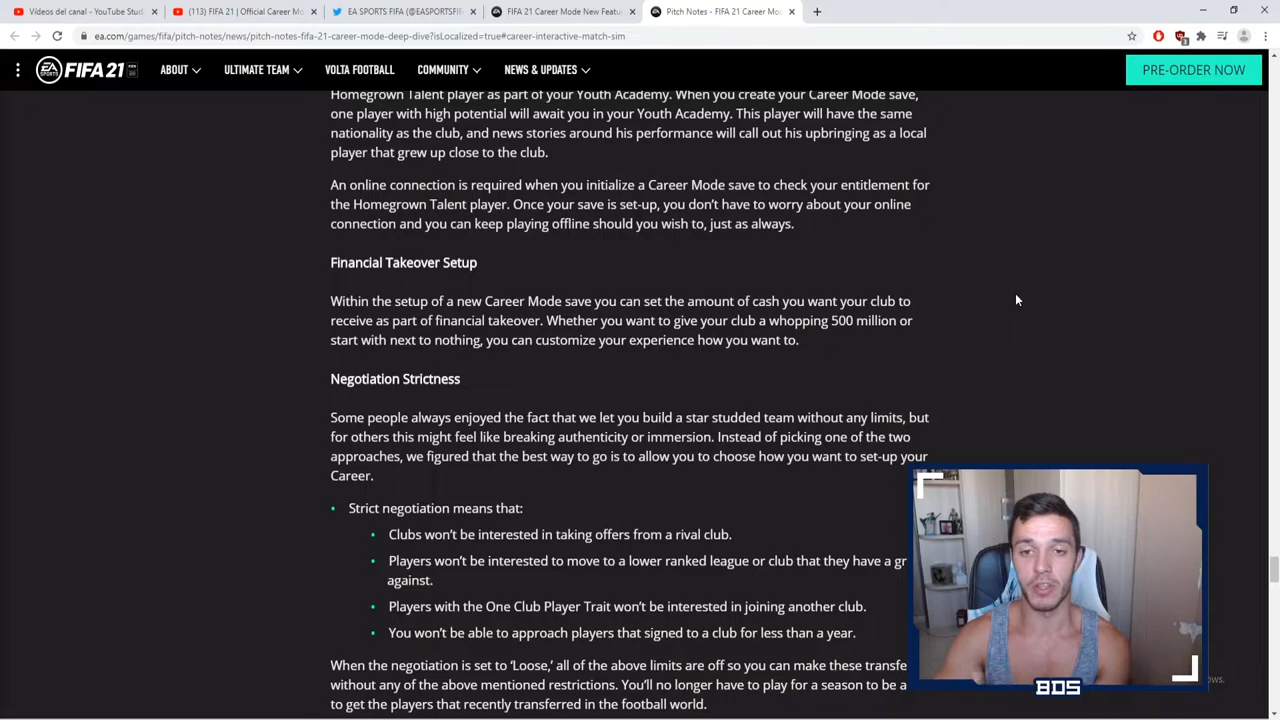 Vídeos del canal - YouTube Stud
(113) FIFA 21 | Official Career Mo
EA SPORTS FIFA (@EASPORTSFIF
FIFA 21 Career Mode New Featu
Pitch Notes - FIFA 21 Career Mod
ea.com/games/fifa/pitch-notes/news/pitch-notes-fifa-21-career-mode-deep-dive?isLocalized=true#career-interactive-match-sim
EA SPORTS FIFA 21 ABOUT ULTIMATE TEAM VOLTA FOOTBALL COMMUNITY NEWS & UPDATES PRE-ORDER NOW
Homegrown Talent player as part of your Youth Academy. When you create your Career Mode save,
one player with high potential will await you in your Youth Academy. This player will have the same
nationality as the club, and news stories around his performance will call out his upbringing as a local
player that grew up close to the club.
An online connection is required when you initialize a Career Mode save to check your entitlement for
the Homegrown Talent player. Once your save is set-up, you don't have to worry about your online
connection and you can keep playing offline should you wish to, just as always.
Financial Takeover Setup
Within the setup of a new Career Mode save you can set the amount of cash you want your club to
receive as part of financial takeover. Whether you want to give your club a whopping 500 million or
start with next to nothing, you can customize your experience how you want to.
Negotiation Strictness
Some people always enjoyed the fact that we let you build a star studded team without any limits, but
for others this might feel like breaking authenticity or immersion. Instead of picking one of the two
approaches, we figured that the best way to go is to allow you to choose how you want to set-up your
Career.
• Strict negotiation means that:
• Clubs won't be interested in taking offers from a rival club.
• Players won't be interested to move to a lower ranked league or club that they have a gr
against.
• Players with the One Club Player Trait won't be interested in joining another club.
• You won't be able to approach players that signed to a club for less than a year.
When the negotiation is set to 'Loose,' all of the above limits are off so you can make these transfe
without any of the above mentioned restrictions. You'll no longer have to play for a season to be a
to get the players that recently transferred in the football world.
BDS
ws.